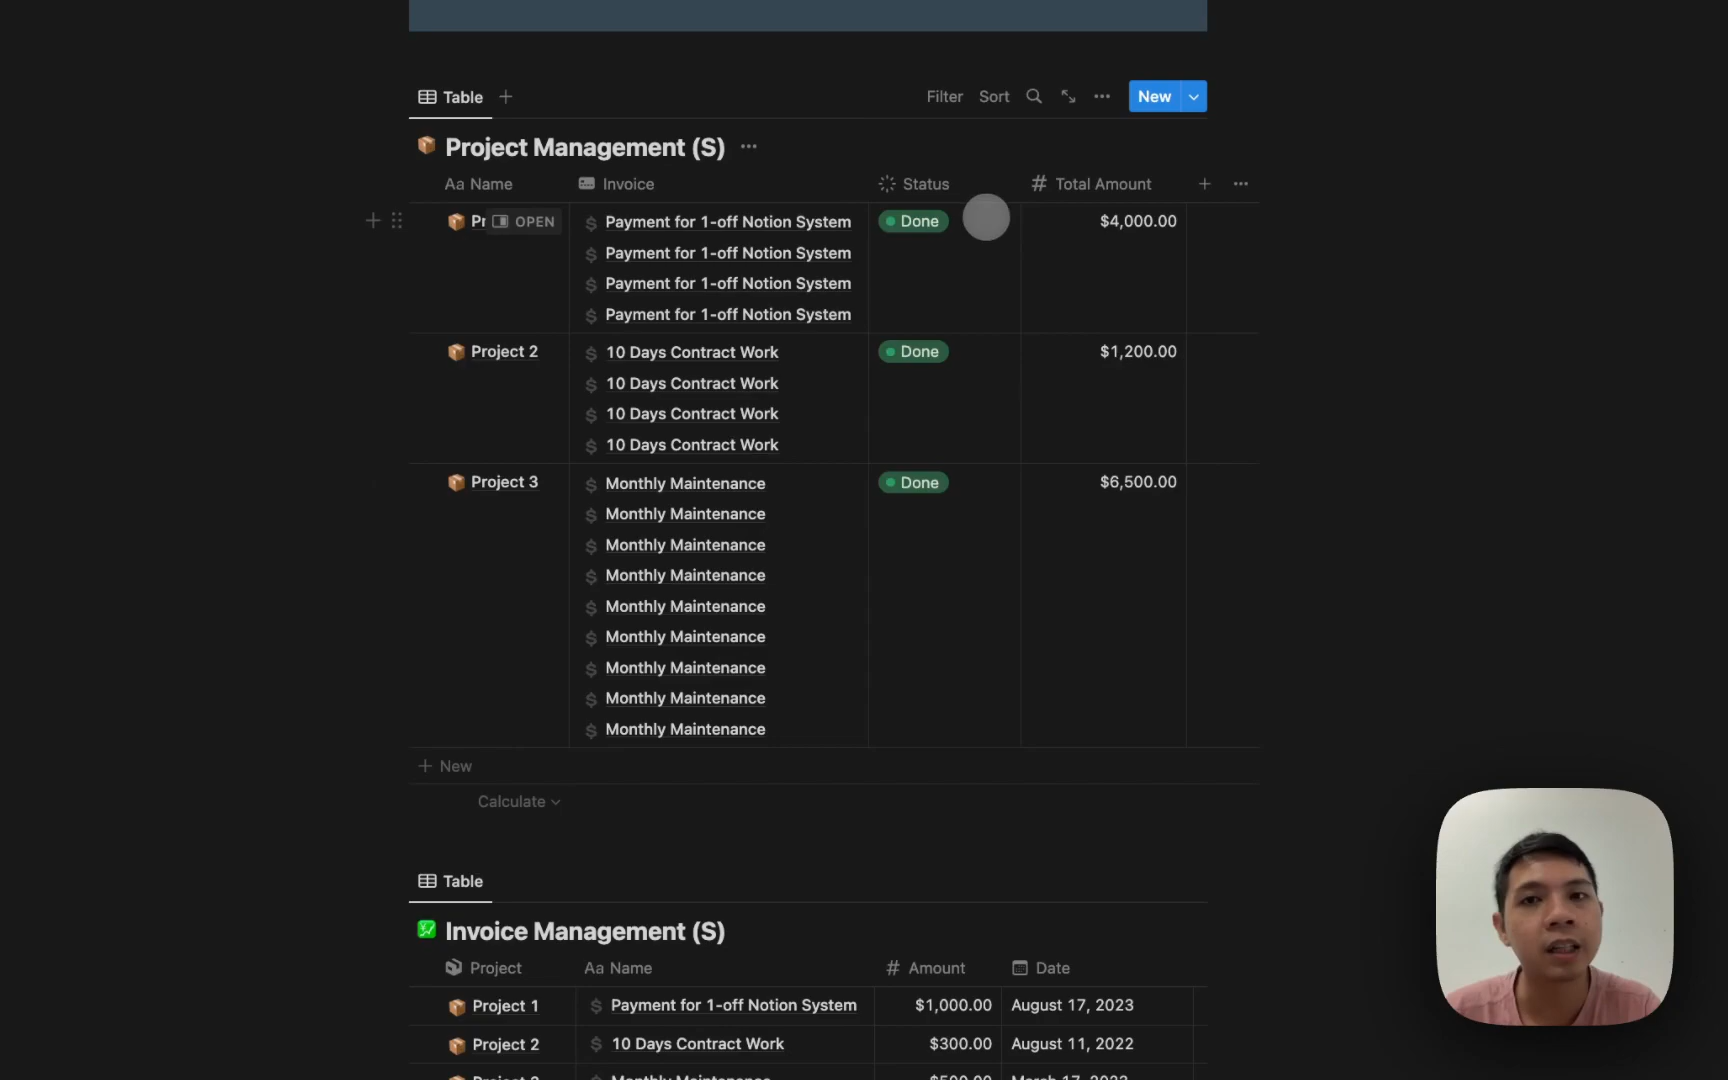 Table
Filter Sort New
Project Management (S)
Aa Name Invoice Status # Total Amount
Pr OPEN Payment for 1-off Notion System Done $4,000.00
Payment for 1-off Notion System
Payment for 1-off Notion System
Payment for 1-off Notion System
Project 2 10 Days Contract Work Done $1,200.00
10 Days Contract Work
10 Days Contract Work
10 Days Contract Work
Project 3 Monthly Maintenance Done $6,500.00
Monthly Maintenance
Monthly Maintenance
Monthly Maintenance
Monthly Maintenance
Monthly Maintenance
Monthly Maintenance
Monthly Maintenance
Monthly Maintenance
+ New
Calculate
Table
Invoice Management (S)
Project Aa Name # Amount Date
Project 1 Payment for 1-off Notion System $1,000.00 August 17, 2023
Project 2 10 Days Contract Work $300.00 August 11, 2022